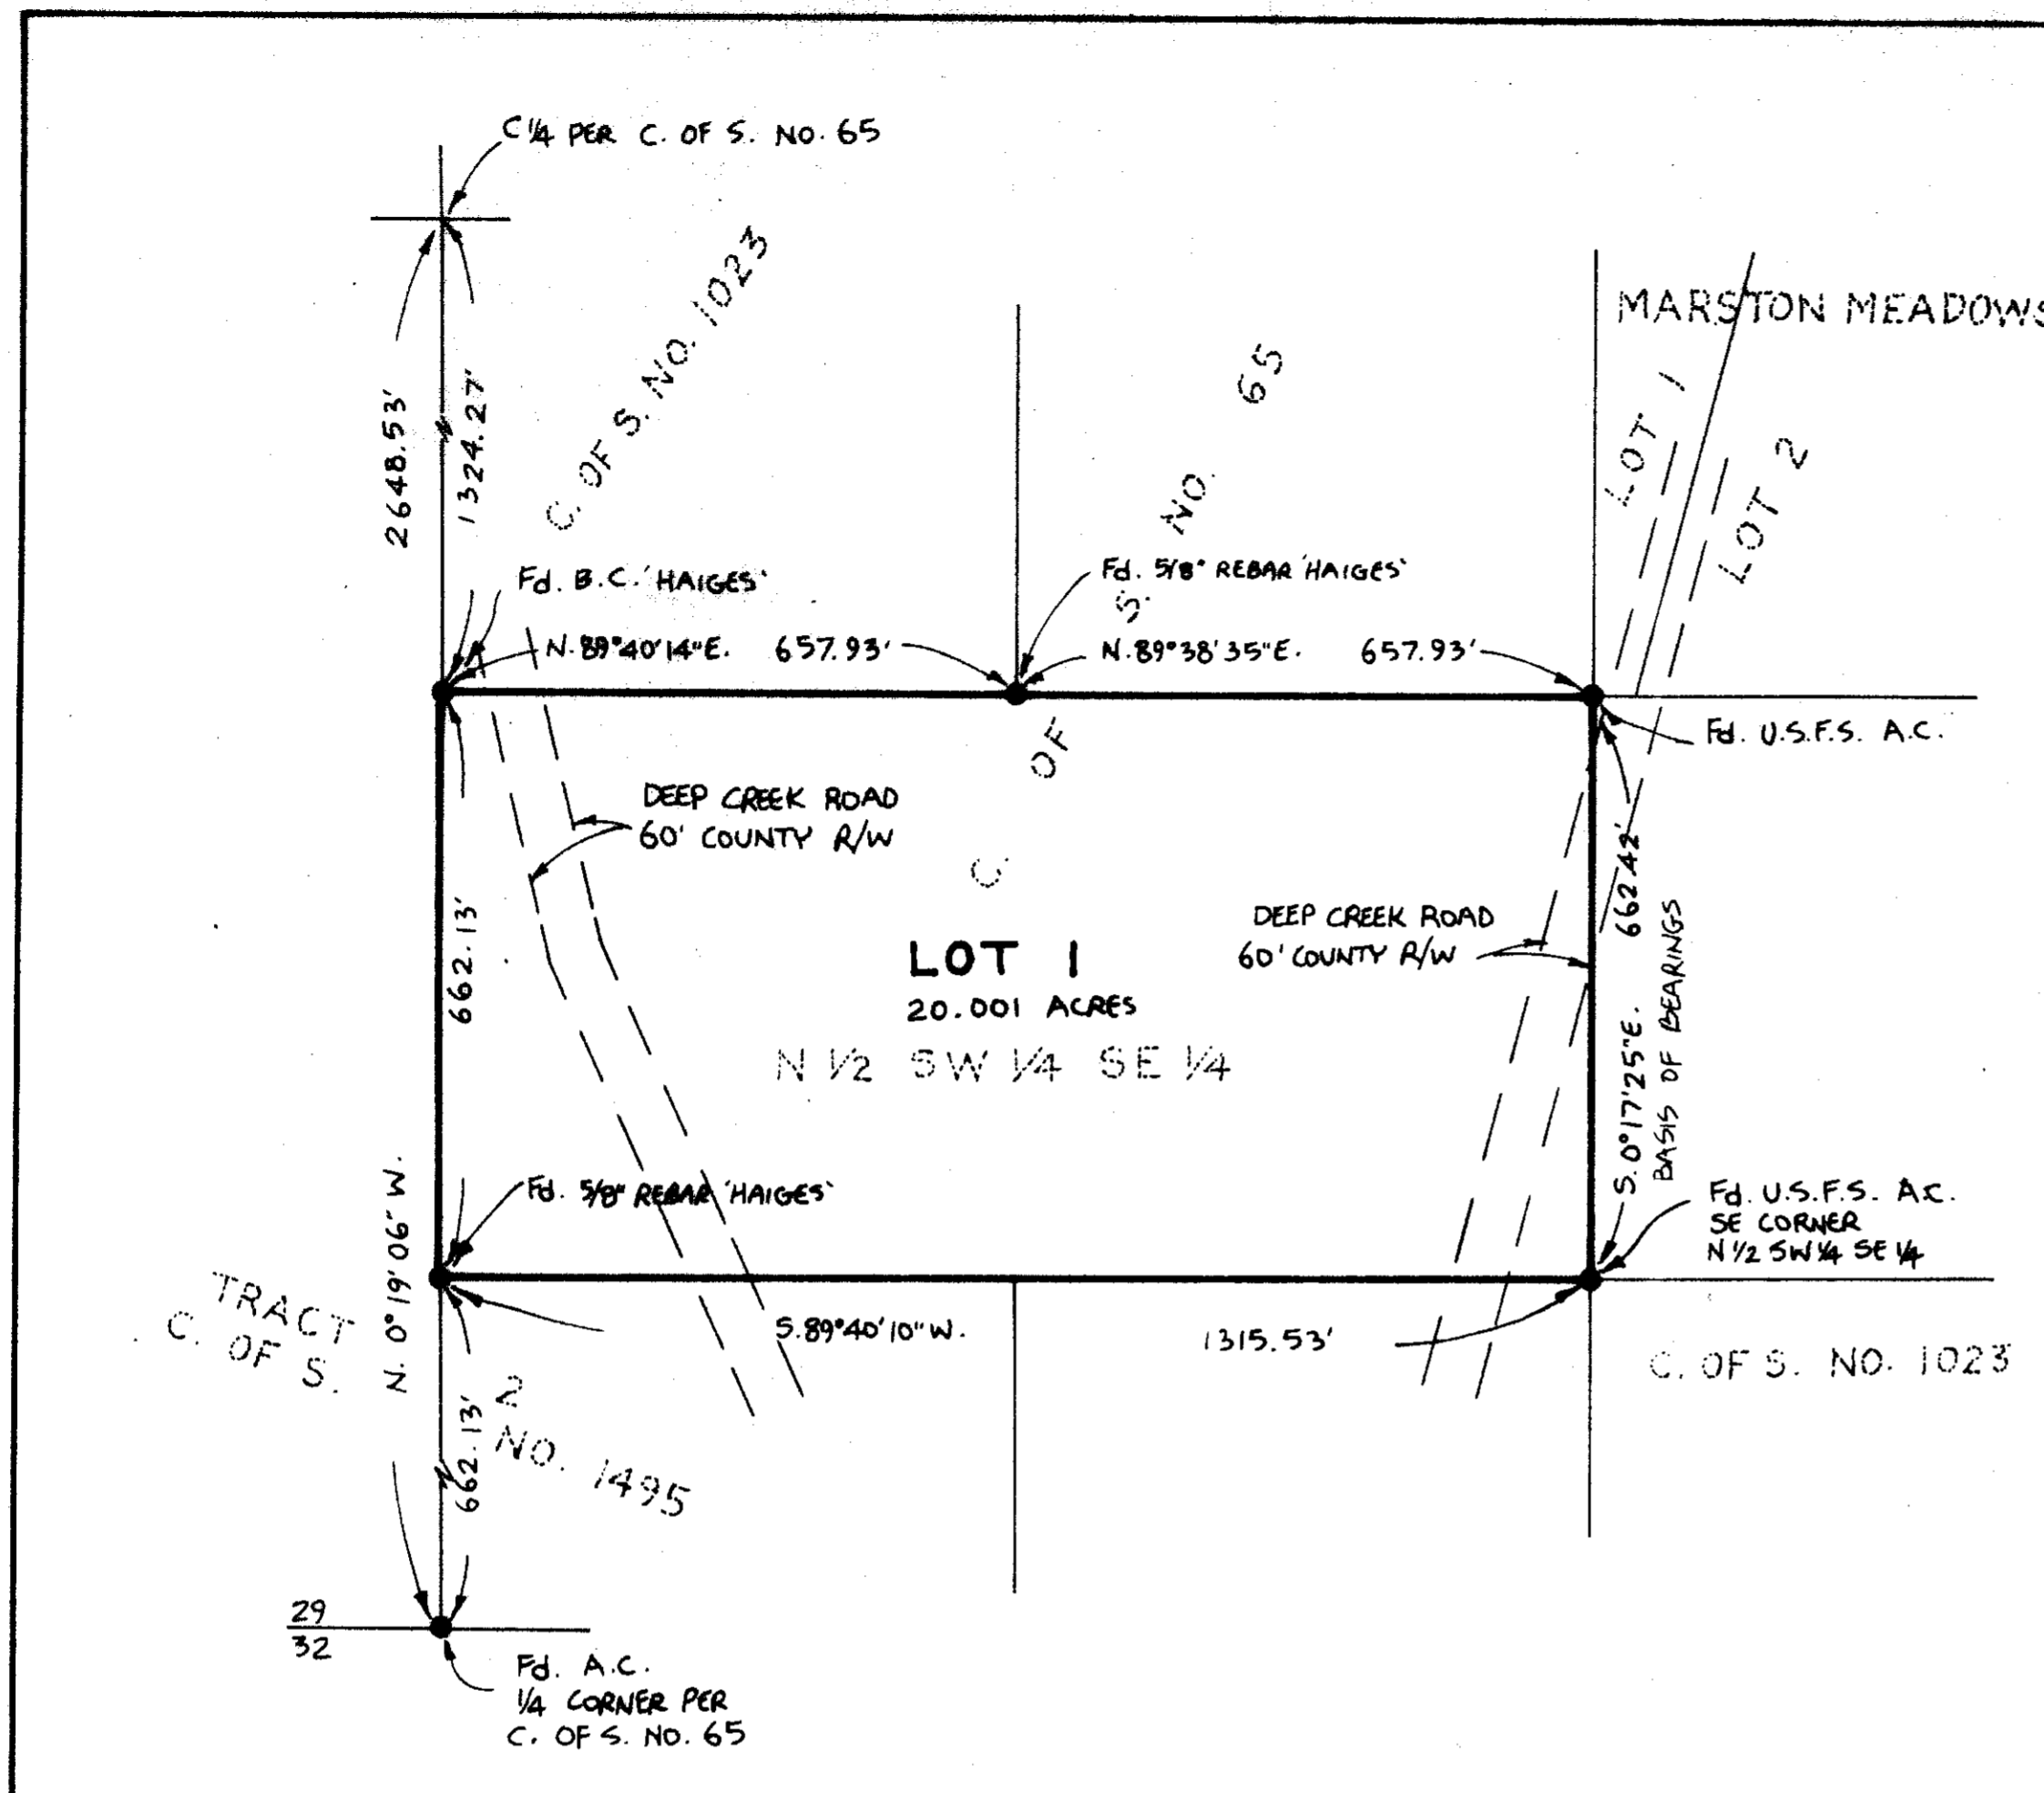 C 1/4 PER C. OF S. NO. 65
C. OF S. NO. 1023
MARSTON MEADOWS
2648.53'
1324.27'
C. OF S. NO. 65
LOT 1
LOT 2
Fd. B.C. 'HAIGES'
Fd. 5/8" REBAR 'HAIGES'
N.89°40'14"E. 657.93'
N.89°38'35"E. 657.93'
Fd. U.S.F.S. A.C.
DEEP CREEK ROAD
60' COUNTY R/W
662.13'
LOT 1
20.001 ACRES
N 1/2 SW 1/4 SE 1/4
DEEP CREEK ROAD
60' COUNTY R/W
S.0°17'25"E. 662.42'
BASIS OF BEARINGS
Fd. 5/8" REBAR 'HAIGES'
Fd. U.S.F.S. A.C.
SE CORNER
N 1/2 SW 1/4 SE 1/4
N. 0°19'06" W.
S.89°40'10"W. 1315.53'
TRACT 2
C. OF S. NO. 1495
C. OF S. NO. 1023
662.13'
29
32
Fd. A.C.
1/4 CORNER PER
C. OF S. NO. 65